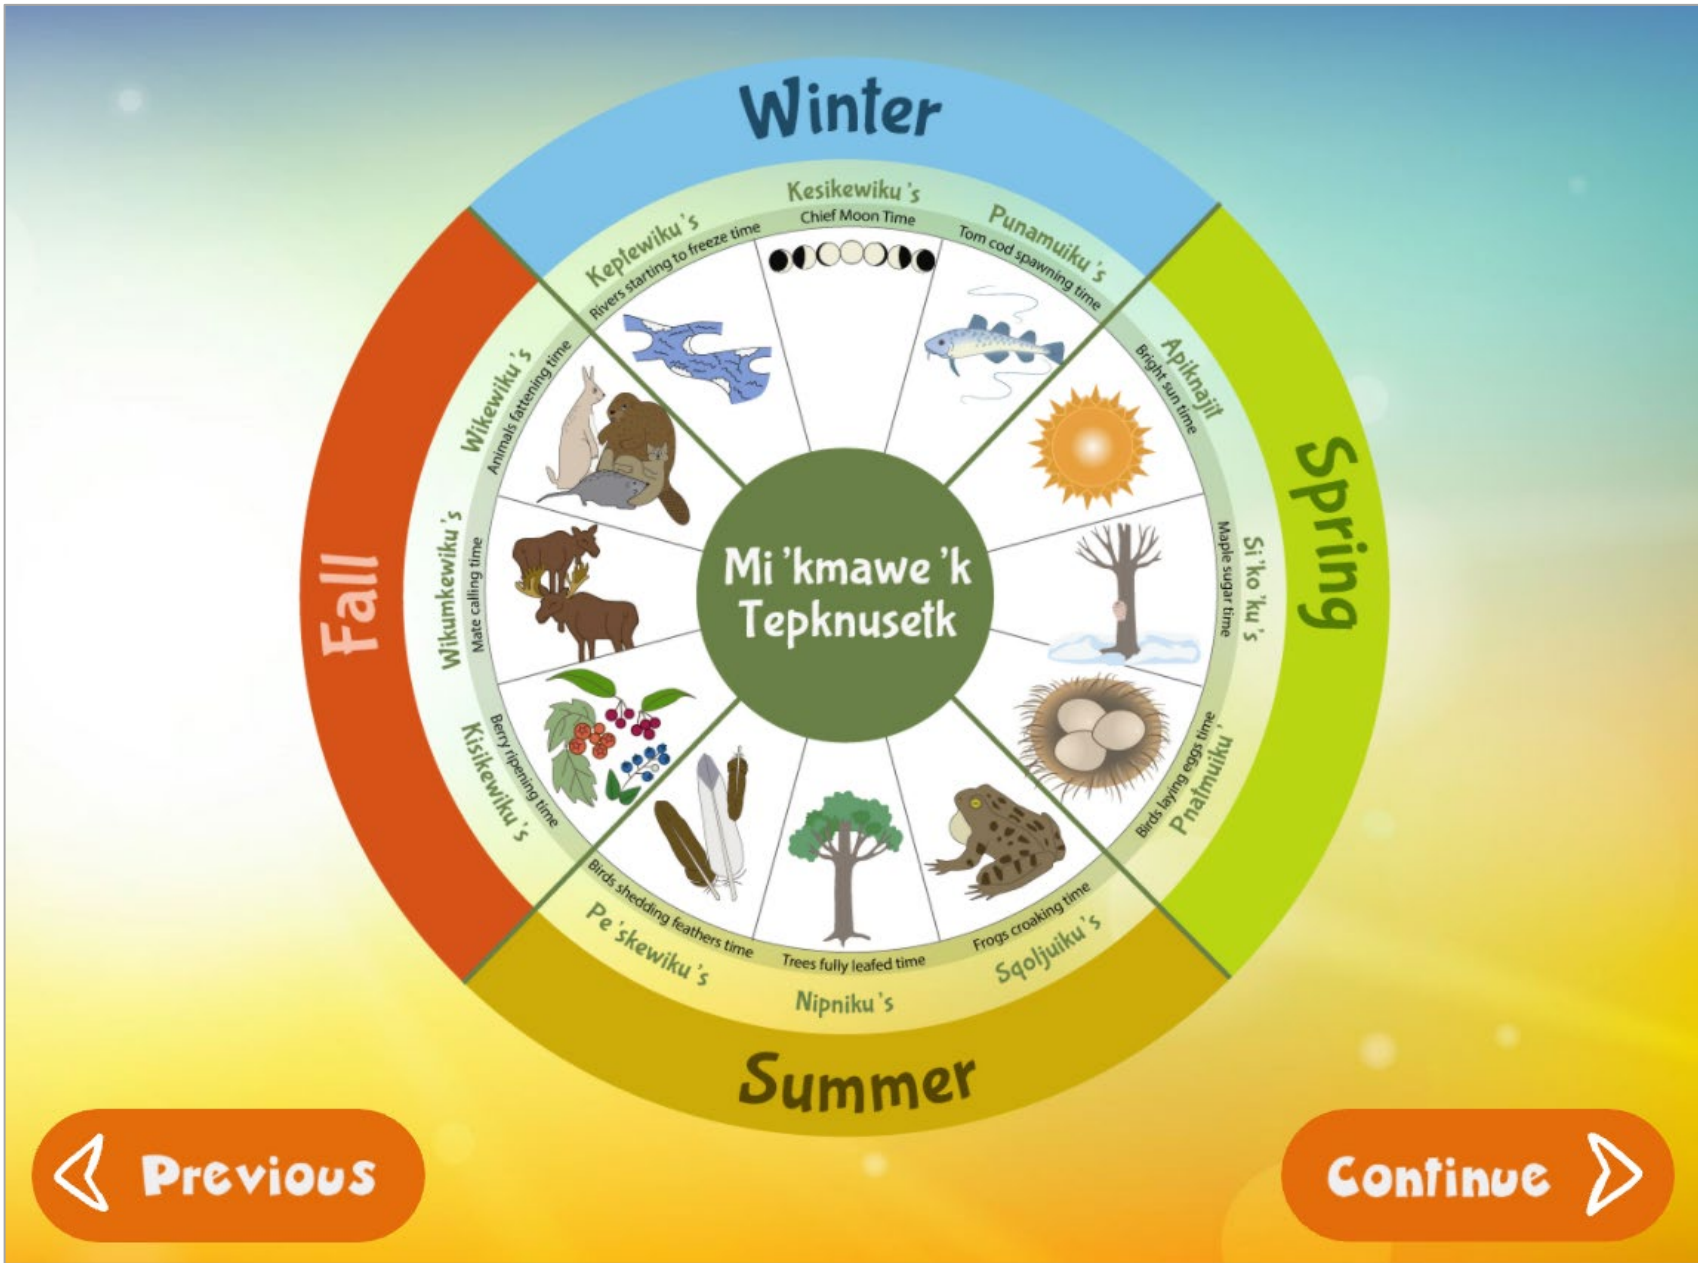 Winter
Keptewiku's
Rivers starting to freeze time
Kesikewiku's
Chief Moon Time
Punamuiku's
Tom cod spawning time
Spring
Apiknajit
Bright sun time
Si'ko'ku's
Maple sugar time
Pnatmuiku'
Birds laying eggs time
Summer
Sqoljuiku's
Frogs croaking time
Nipniku's
Trees fully leafed time
Pe'skewiku's
Birds shedding feathers time
Fall
Kisikewiku's
Berry ripening time
Wikumkewiku's
Mate calling time
Wikewiku's
Animals fattening time
Mi'kmawe'k
Tepknusetk
Previous
Continue